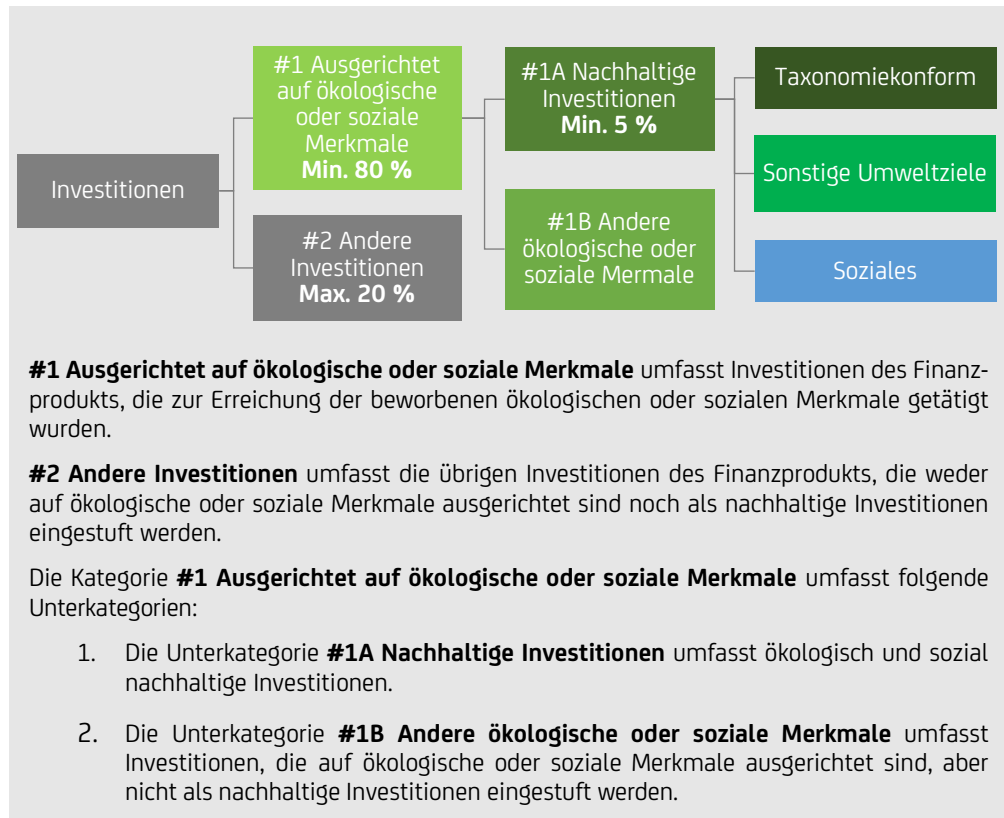 #1 Ausgerichtet
auf ökologische
oder soziale
Merkmale
Min. 80 %
#1A Nachhaltige
Investitionen
Min. 5 %
Taxonomiekonform
Investitionen
Sonstige Umweltziele
#2 Andere
Investitionen
Max. 20 %
#1B Andere
ökologische oder
soziale Mermale
Soziales
#1 Ausgerichtet auf ökologische oder soziale Merkmale umfasst Investitionen des Finanz-
produkts, die zur Erreichung der beworbenen ökologischen oder sozialen Merkmale getätigt
wurden.
#2 Andere Investitionen umfasst die übrigen Investitionen des Finanzprodukts, die weder
auf ökologische oder soziale Merkmale ausgerichtet sind noch als nachhaltige Investitionen
eingestuft werden.
Die Kategorie #1 Ausgerichtet auf ökologische oder soziale Merkmale umfasst folgende
Unterkategorien:
1. Die Unterkategorie #1A Nachhaltige Investitionen umfasst ökologisch und sozial
nachhaltige Investitionen.
2. Die Unterkategorie #1B Andere ökologische oder soziale Merkmale umfasst
Investitionen, die auf ökologische oder soziale Merkmale ausgerichtet sind, aber
nicht als nachhaltige Investitionen eingestuft werden.